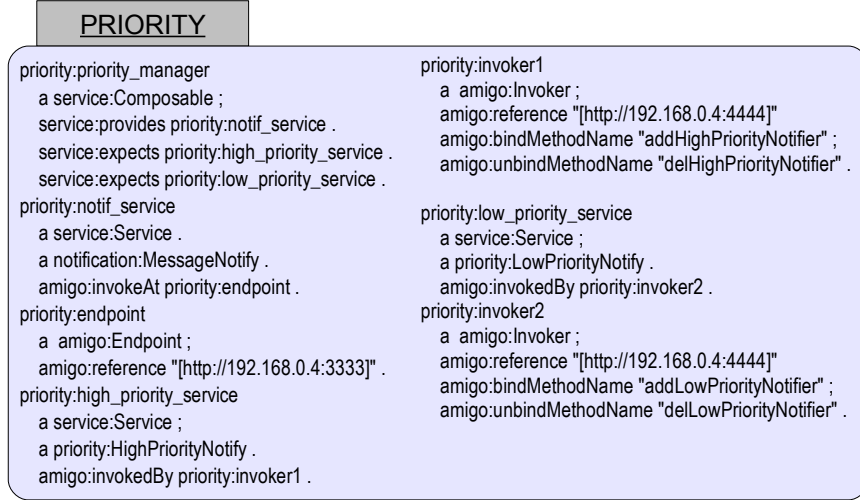 PRIORITY
priority:priority_manager
a service:Composable ;
service:provides priority:notif_service .
service:expects priority:high_priority_service .
service:expects priority:low_priority_service .
priority:notif_service
a service:Service .
a notification:MessageNotify .
amigo:invokeAt priority:endpoint .
priority:endpoint
a amigo:Endpoint ;
amigo:reference "[http://192.168.0.4:3333]" .
priority:high_priority_service
a service:Service ;
a priority:HighPriorityNotify .
amigo:invokedBy priority:invoker1 .
priority:invoker1
a amigo:Invoker ;
amigo:reference "[http://192.168.0.4:4444]"
amigo:bindMethodName "addHighPriorityNotifier" ;
amigo:unbindMethodName "delHighPriorityNotifier" .
priority:low_priority_service
a service:Service ;
a priority:LowPriorityNotify .
amigo:invokedBy priority:invoker2 .
priority:invoker2
a amigo:Invoker ;
amigo:reference "[http://192.168.0.4:4444]"
amigo:bindMethodName "addLowPriorityNotifier" ;
amigo:unbindMethodName "delLowPriorityNotifier" .